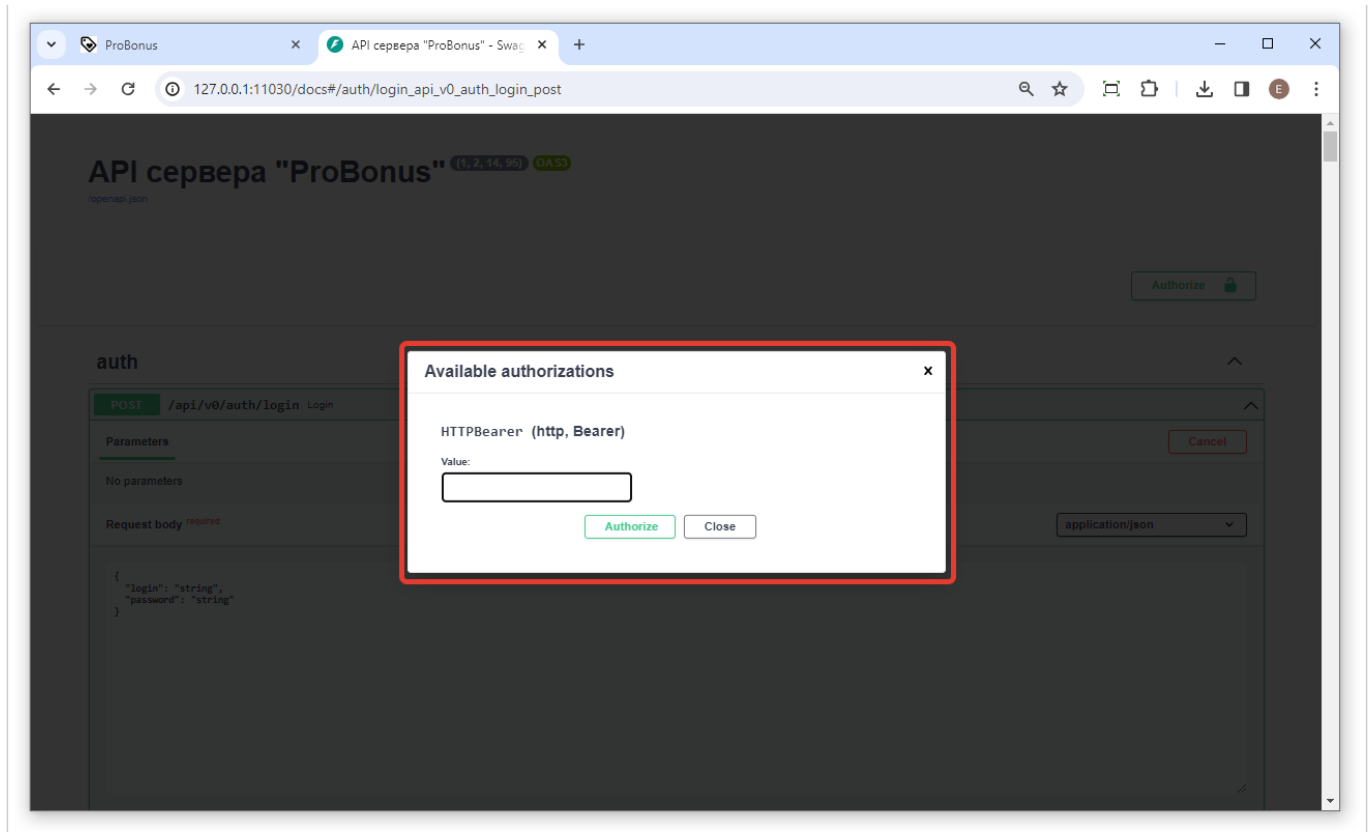 ProBonus
API сервера "ProBonus" - Swag
127.0.0.1:11030/docs#/auth/login_api_v0_auth_login_post
E
API сервера "ProBonus" (1, 2, 14, 95) OAS3
/openapi.json
Authorize
auth
POST /api/v0/auth/login Login
Parameters
Cancel
No parameters
Request body required
application/json
{
"login": "string",
"password": "string"
}
Available authorizations
HTTPBearer (http, Bearer)
Value:
Authorize Close